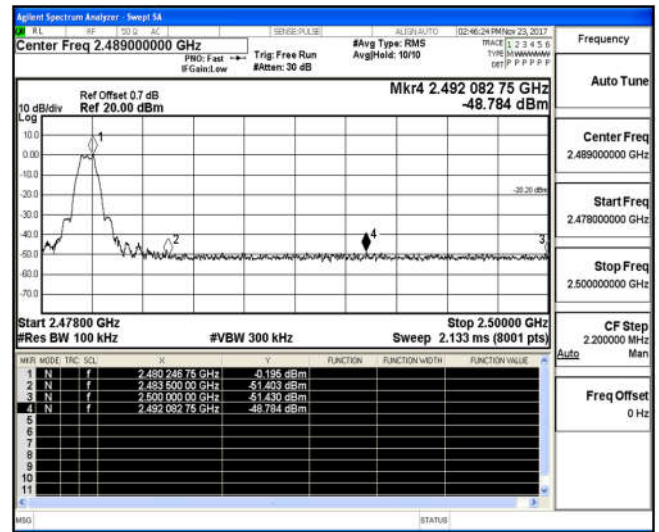 Agilent Spectrum Analyzer - Swept SA
RL RF 50 Ω AC SENSE:PULSE ALIGN AUTO 02:46:24 PM Nov 23, 2017
Center Freq 2.489000000 GHz
PNO: Fast
IFGain:Low
Trig: Free Run
#Atten: 30 dB
#Avg Type: RMS
Avg|Hold: 10/10
TRACE 1 2 3 4 5 6
TYPE M
DET P P P P P P
Frequency
Auto Tune
Center Freq
2.489000000 GHz
Start Freq
2.478000000 GHz
Stop Freq
2.500000000 GHz
CF Step
2.200000 MHz
Auto Man
Freq Offset
0 Hz
Ref Offset 0.7 dB
10 dB/div Ref 20.00 dBm
Log
Mkr4 2.492 082 75 GHz
-48.784 dBm
10.0
0.00
-10.0
-20.0
-30.0
-40.0
-50.0
-60.0
-70.0
1
2
4
3
-20.20 dBm
Start 2.47800 GHz Stop 2.50000 GHz
#Res BW 100 kHz #VBW 300 kHz Sweep 2.133 ms (8001 pts)
MKR MODE TRC SCL X Y FUNCTION FUNCTION WIDTH FUNCTION VALUE
1 N f 2.480 246 75 GHz -0.195 dBm
2 N f 2.483 500 00 GHz -51.403 dBm
3 N f 2.500 000 00 GHz -51.430 dBm
4 N f 2.492 082 75 GHz -48.784 dBm
5
6
7
8
9
10
11
MSG STATUS